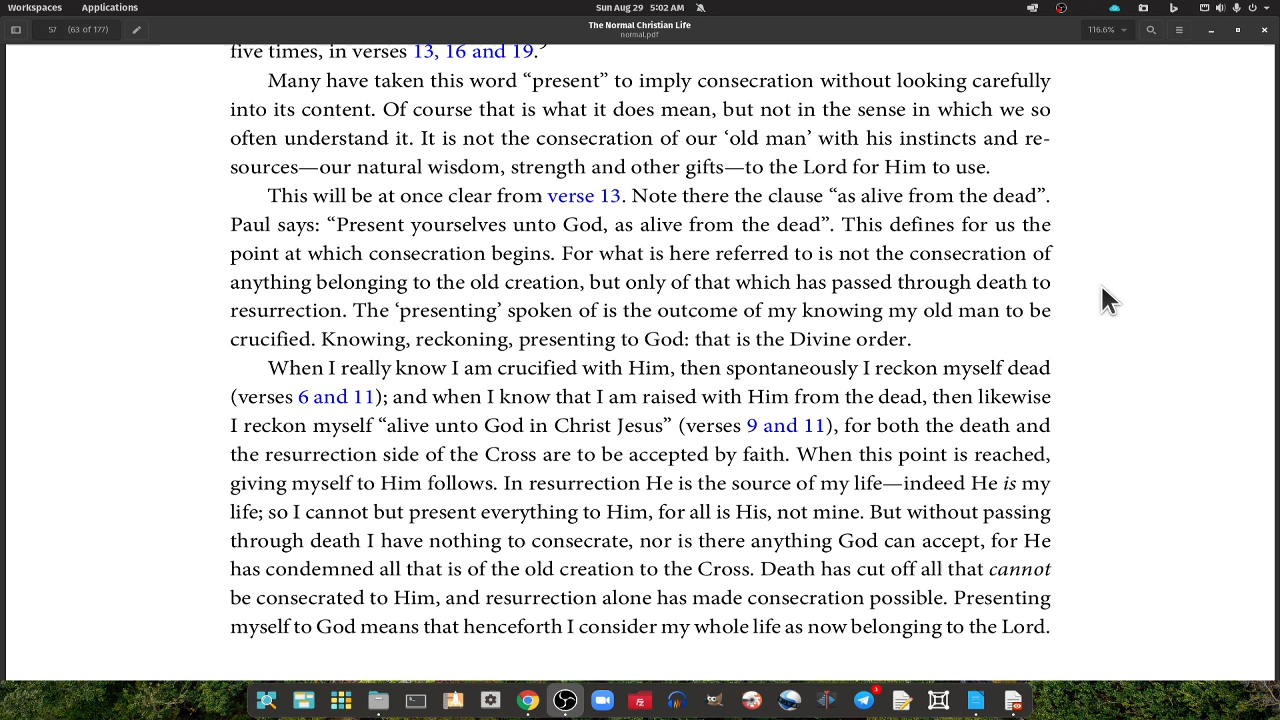 Workspaces Applications Sun Aug 29 5:02 AM
57 (63 of 177) The Normal Christian Life 116.6%
normal.pdf
five times, in verses 13, 16 and 19.
Many have taken this word “present” to imply consecration without looking carefully
into its content. Of course that is what it does mean, but not in the sense in which we so
often understand it. It is not the consecration of our ‘old man’ with his instincts and re-
sources—our natural wisdom, strength and other gifts—to the Lord for Him to use.
This will be at once clear from verse 13. Note there the clause “as alive from the dead”.
Paul says: “Present yourselves unto God, as alive from the dead”. This defines for us the
point at which consecration begins. For what is here referred to is not the consecration of
anything belonging to the old creation, but only of that which has passed through death to
resurrection. The ‘presenting’ spoken of is the outcome of my knowing my old man to be
crucified. Knowing, reckoning, presenting to God: that is the Divine order.
When I really know I am crucified with Him, then spontaneously I reckon myself dead
(verses 6 and 11); and when I know that I am raised with Him from the dead, then likewise
I reckon myself “alive unto God in Christ Jesus” (verses 9 and 11), for both the death and
the resurrection side of the Cross are to be accepted by faith. When this point is reached,
giving myself to Him follows. In resurrection He is the source of my life—indeed He is my
life; so I cannot but present everything to Him, for all is His, not mine. But without passing
through death I have nothing to consecrate, nor is there anything God can accept, for He
has condemned all that is of the old creation to the Cross. Death has cut off all that cannot
be consecrated to Him, and resurrection alone has made consecration possible. Presenting
myself to God means that henceforth I consider my whole life as now belonging to the Lord.